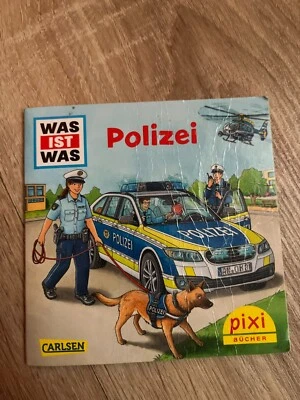 WAS
IST
WAS
Polizei
POLIZEI
POLIZEI
CARLSEN
pixi
BÜCHER